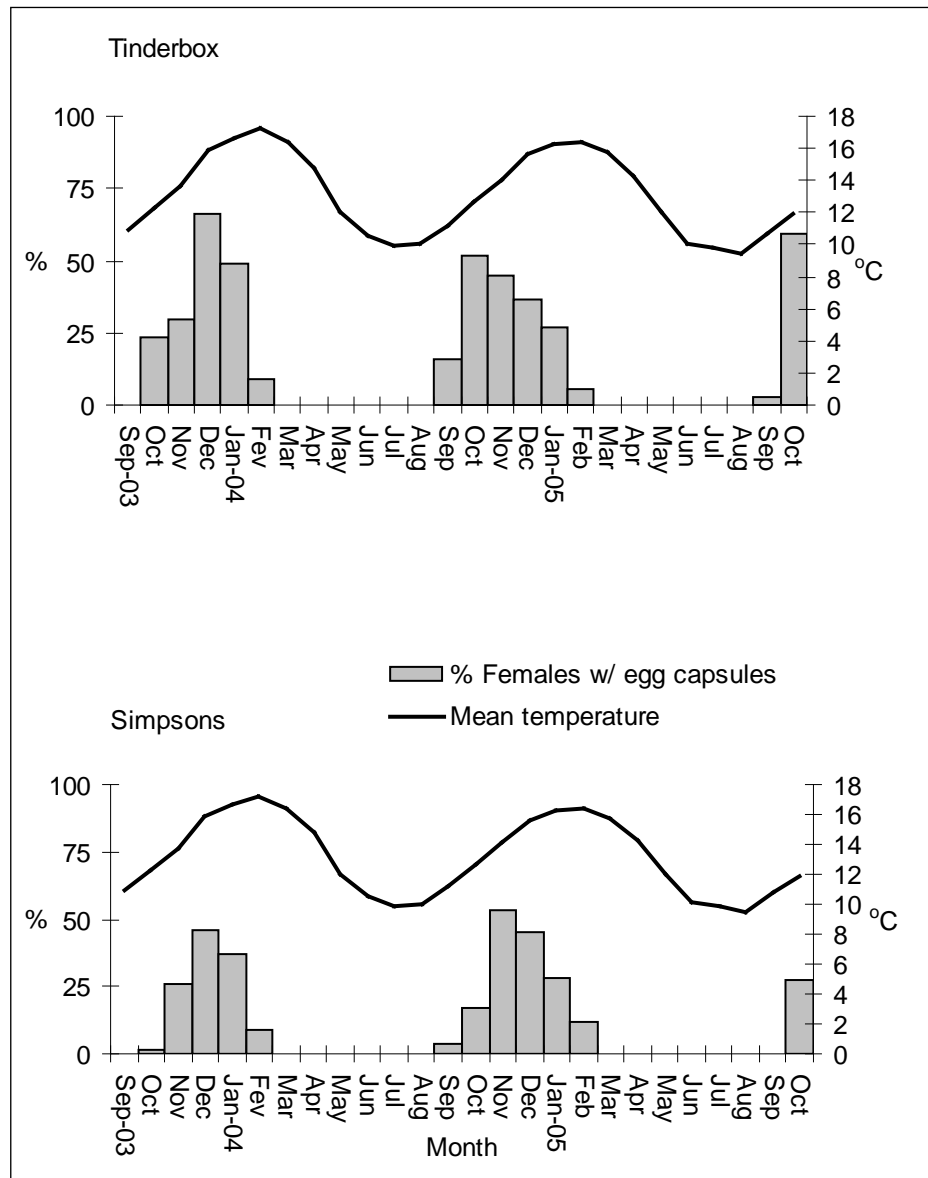 Tinderbox
100
75
50
25
0
%
18
16
14
12
10
8
6
4
2
0
oC
Sep-03
Oct
Nov
Dec
Jan-04
Fev
Mar
Apr
May
Jun
Jul
Aug
Sep
Oct
Nov
Dec
Jan-05
Feb
Mar
Apr
May
Jun
Jul
Aug
Sep
Oct
% Females w/ egg capsules
Mean temperature
Simpsons
100
75
50
25
0
%
18
16
14
12
10
8
6
4
2
0
oC
Sep-03
Oct
Nov
Dec
Jan-04
Fev
Mar
Apr
May
Jun
Jul
Aug
Sep
Oct
Nov
Dec
Jan-05
Feb
Mar
Apr
May
Jun
Jul
Aug
Sep
Oct
Month